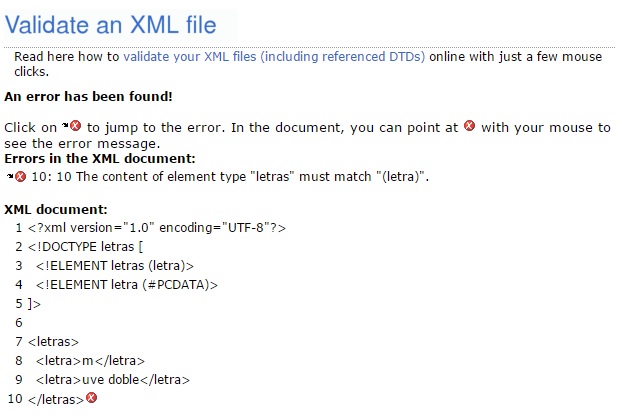 Validate an XML file
Read here how to validate your XML files (including referenced DTDs) online with just a few mouse
clicks.
An error has been found!
Click on to jump to the error. In the document, you can point at with your mouse to
see the error message.
Errors in the XML document:
10: 10 The content of element type "letras" must match "(letra)".
XML document:
1 <?xml version="1.0" encoding="UTF-8"?>
2 <!DOCTYPE letras [
3 <!ELEMENT letras (letra)>
4 <!ELEMENT letra (#PCDATA)>
5 ]>
6
7 <letras>
8 <letra>m</letra>
9 <letra>uve doble</letra>
10 </letras>